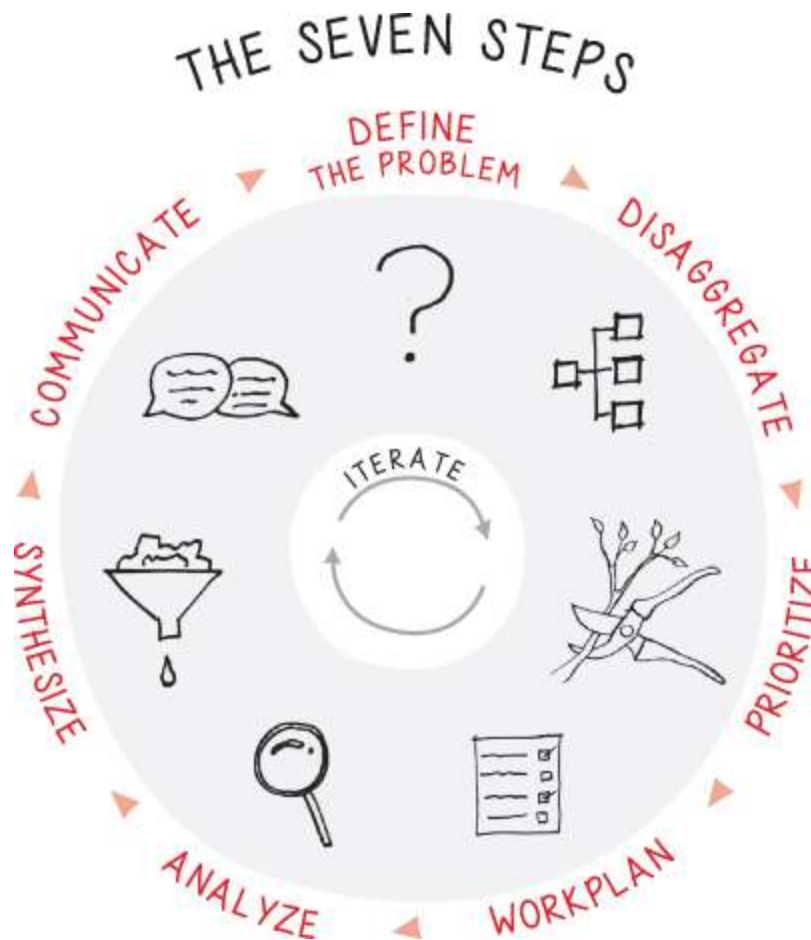 THE SEVEN STEPS
DEFINE
THE PROBLEM
DISAGGREGATE
PRIORITIZE
WORKPLAN
ANALYZE
SYNTHESIZE
COMMUNICATE
ITERATE